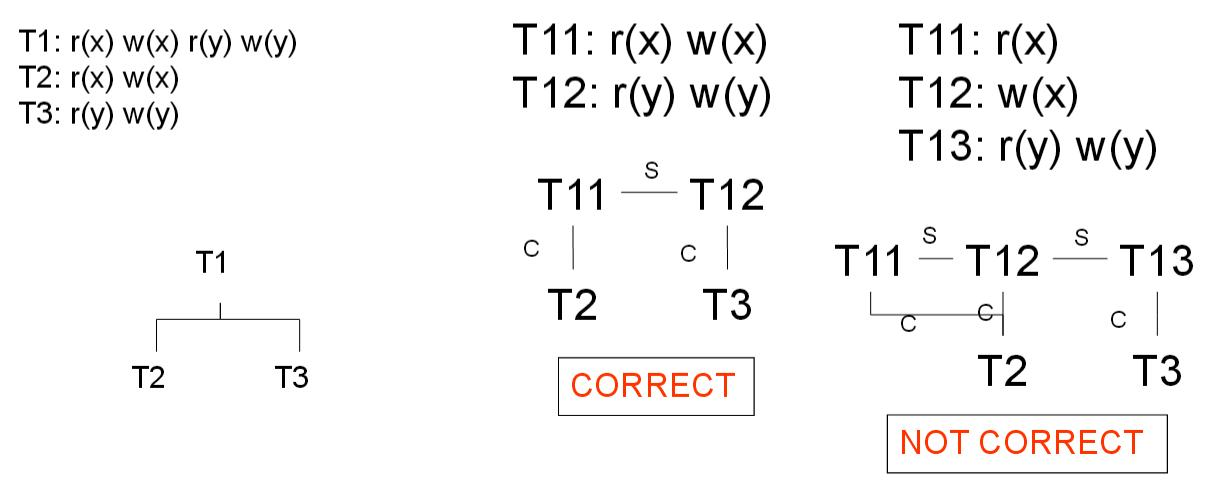 T1: r(x) w(x) r(y) w(y)
T2: r(x) w(x)
T3: r(y) w(y)
T1
T2 T3
T11: r(x) w(x)
T12: r(y) w(y)
S
T11 T12
C C
T2 T3
CORRECT
T11: r(x)
T12: w(x)
T13: r(y) w(y)
S S
T11 T12 T13
C C C
T2 T3
NOT CORRECT